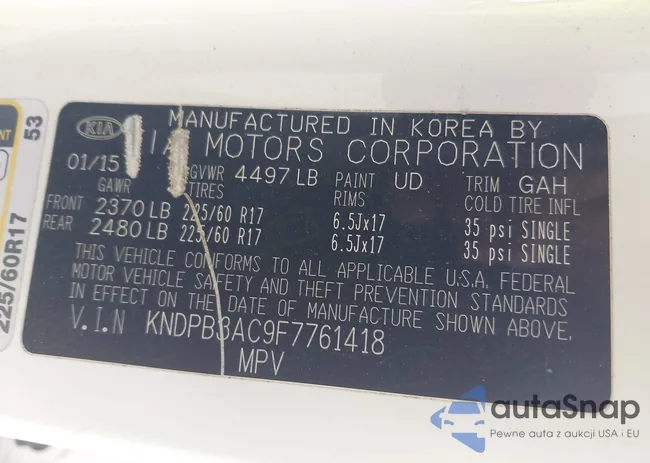 MANUFACTURED IN KOREA BY
KIA MOTORS CORPORATION
01/15 GVWR 4497 LB PAINT UD TRIM GAH
GAWR TIRES RIMS COLD TIRE INFL
FRONT 2370 LB 225/60 R17 6.5Jx17 35 psi SINGLE
REAR 2480 LB 225/60 R17 6.5Jx17 35 psi SINGLE
THIS VEHICLE CONFORMS TO ALL APPLICABLE U.S.A. FEDERAL
MOTOR VEHICLE SAFETY AND THEFT PREVENTION STANDARDS
IN EFFECT ON THE DATE OF MANUFACTURE SHOWN ABOVE.
V.I.N KNDPB3AC9F7761418
MPV
53
225/60R17
autaSnap
Pewne auta z aukcji USA i EU